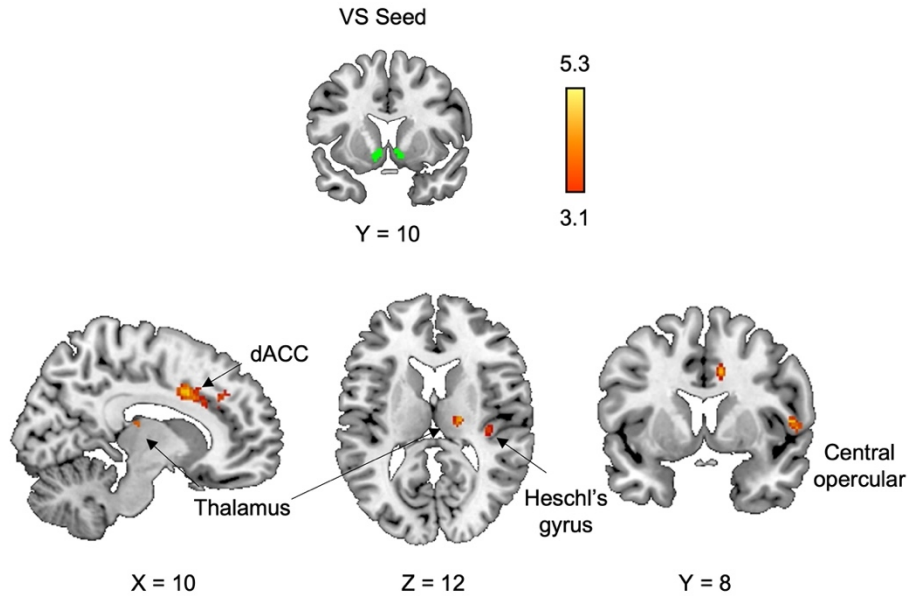 VS Seed
5.3
3.1
Y = 10
dACC
Thalamus
Heschl's
gyrus
Central
opercular
X = 10
Z = 12
Y = 8